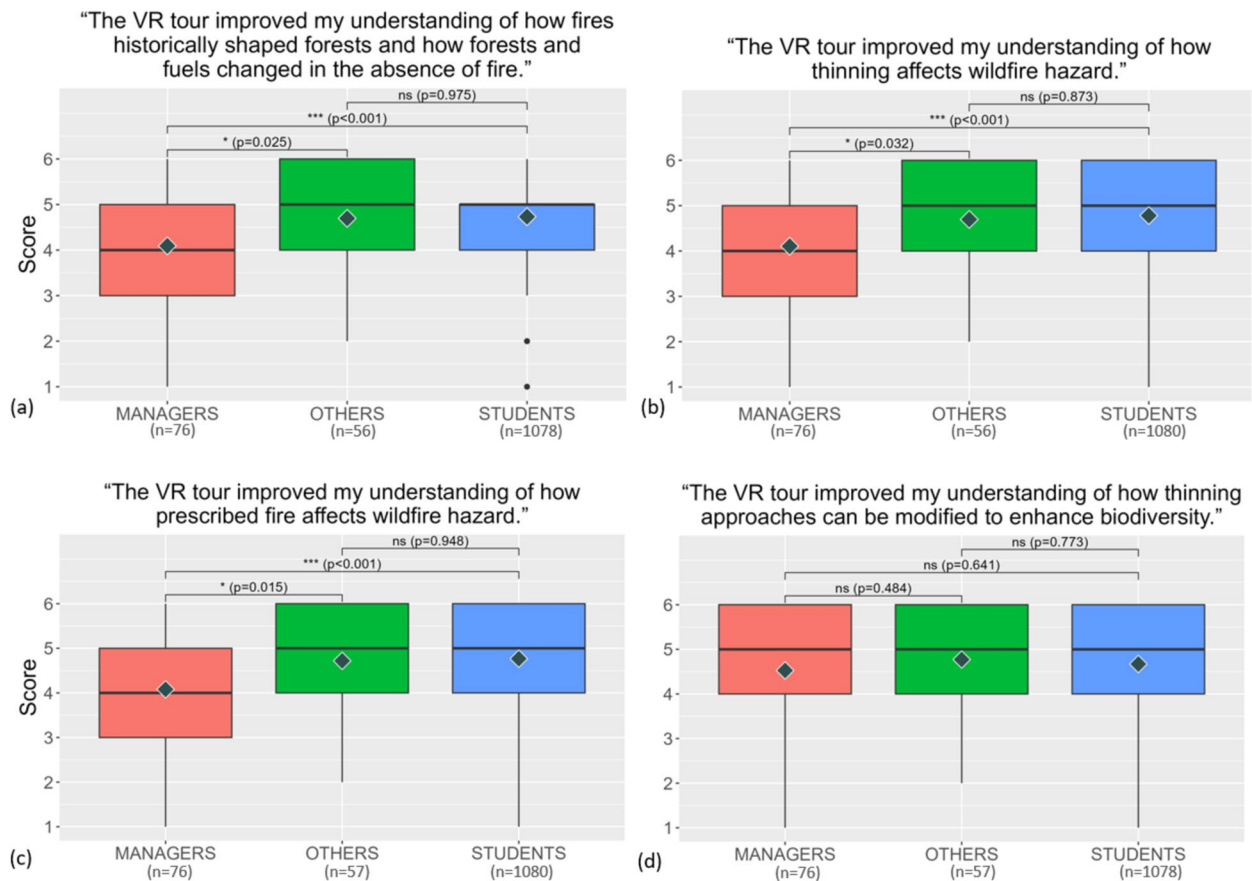 “The VR tour improved my understanding of how fires
historically shaped forests and how forests and
fuels changed in the absence of fire.”
ns (p=0.975)
*** (p<0.001)
* (p=0.025)
Score
6
5
4
3
2
1
(a)
MANAGERS
(n=76)
OTHERS
(n=56)
STUDENTS
(n=1078)
“The VR tour improved my understanding of how
thinning affects wildfire hazard.”
ns (p=0.873)
*** (p<0.001)
* (p=0.032)
6
5
4
3
2
1
(b)
MANAGERS
(n=76)
OTHERS
(n=56)
STUDENTS
(n=1080)
“The VR tour improved my understanding of how
prescribed fire affects wildfire hazard.”
ns (p=0.948)
*** (p<0.001)
* (p=0.015)
Score
6
5
4
3
2
1
(c)
MANAGERS
(n=76)
OTHERS
(n=57)
STUDENTS
(n=1080)
“The VR tour improved my understanding of how thinning
approaches can be modified to enhance biodiversity.”
ns (p=0.773)
ns (p=0.641)
ns (p=0.484)
6
5
4
3
2
1
(d)
MANAGERS
(n=76)
OTHERS
(n=57)
STUDENTS
(n=1078)